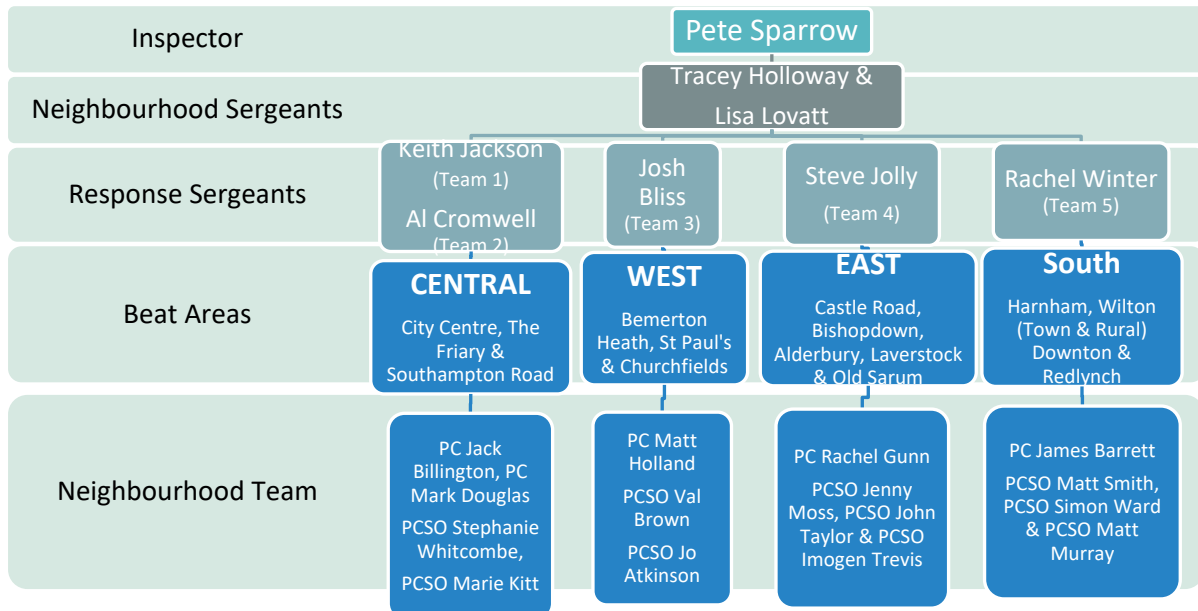 Inspector
Pete Sparrow
Neighbourhood Sergeants
Tracey Holloway &
Lisa Lovatt
Response Sergeants
Keith Jackson
(Team 1)
Al Cromwell
(Team 2)
Josh
Bliss
(Team 3)
Steve Jolly
(Team 4)
Rachel Winter
(Team 5)
Beat Areas
CENTRAL
City Centre, The
Friary &
Southampton Road
WEST
Bemerton
Heath, St Paul's
& Churchfields
EAST
Castle Road,
Bishopdown,
Alderbury, Laverstock
& Old Sarum
South
Harnham, Wilton
(Town & Rural)
Downton &
Redlynch
Neighbourhood Team
PC Jack
Billington, PC
Mark Douglas
PCSO Stephanie
Whitcombe,
PCSO Marie Kitt
PC Matt
Holland
PCSO Val
Brown
PCSO Jo
Atkinson
PC Rachel Gunn
PCSO Jenny
Moss, PCSO John
Taylor & PCSO
Imogen Trevis
PC James Barrett
PCSO Matt Smith,
PCSO Simon Ward
& PCSO Matt
Murray